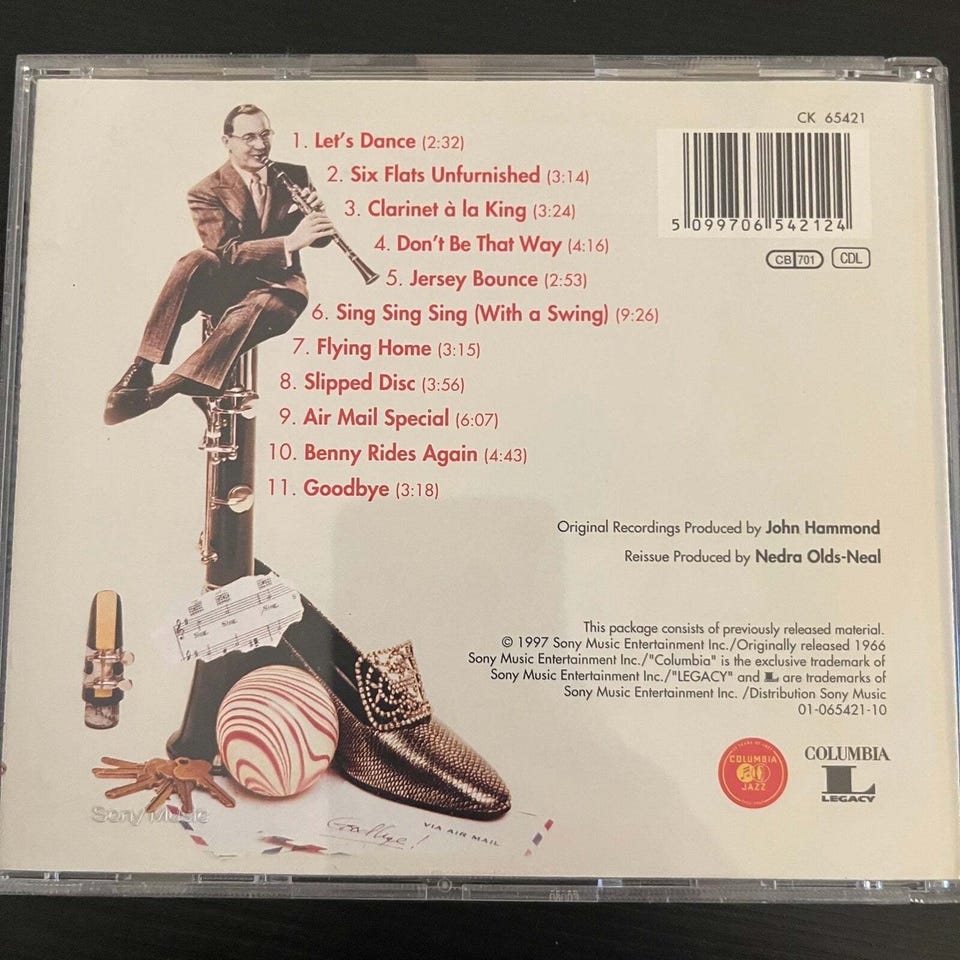 CK 65421
1. Let's Dance (2:32)
2. Six Flats Unfurnished (3:14)
3. Clarinet à la King (3:24)
4. Don't Be That Way (4:16)
5. Jersey Bounce (2:53)
6. Sing Sing Sing (With a Swing) (9:26)
7. Flying Home (3:15)
8. Slipped Disc (3:56)
9. Air Mail Special (6:07)
10. Benny Rides Again (4:43)
11. Goodbye (3:18)
5 099706 542124
CB 701 CDL
Original Recordings Produced by John Hammond
Reissue Produced by Nedra Olds-Neal
This package consists of previously released material.
© 1997 Sony Music Entertainment Inc./Originally released 1966
Sony Music Entertainment Inc./"Columbia" is the exclusive trademark of
Sony Music Entertainment Inc./"LEGACY" and L are trademarks of
Sony Music Entertainment Inc. /Distribution Sony Music
01-065421-10
COLUMBIA
JAZZ
COLUMBIA
L
LEGACY
Sing
Sing
Sing
Sony Music
Goodbye!
VIA AIR MAIL